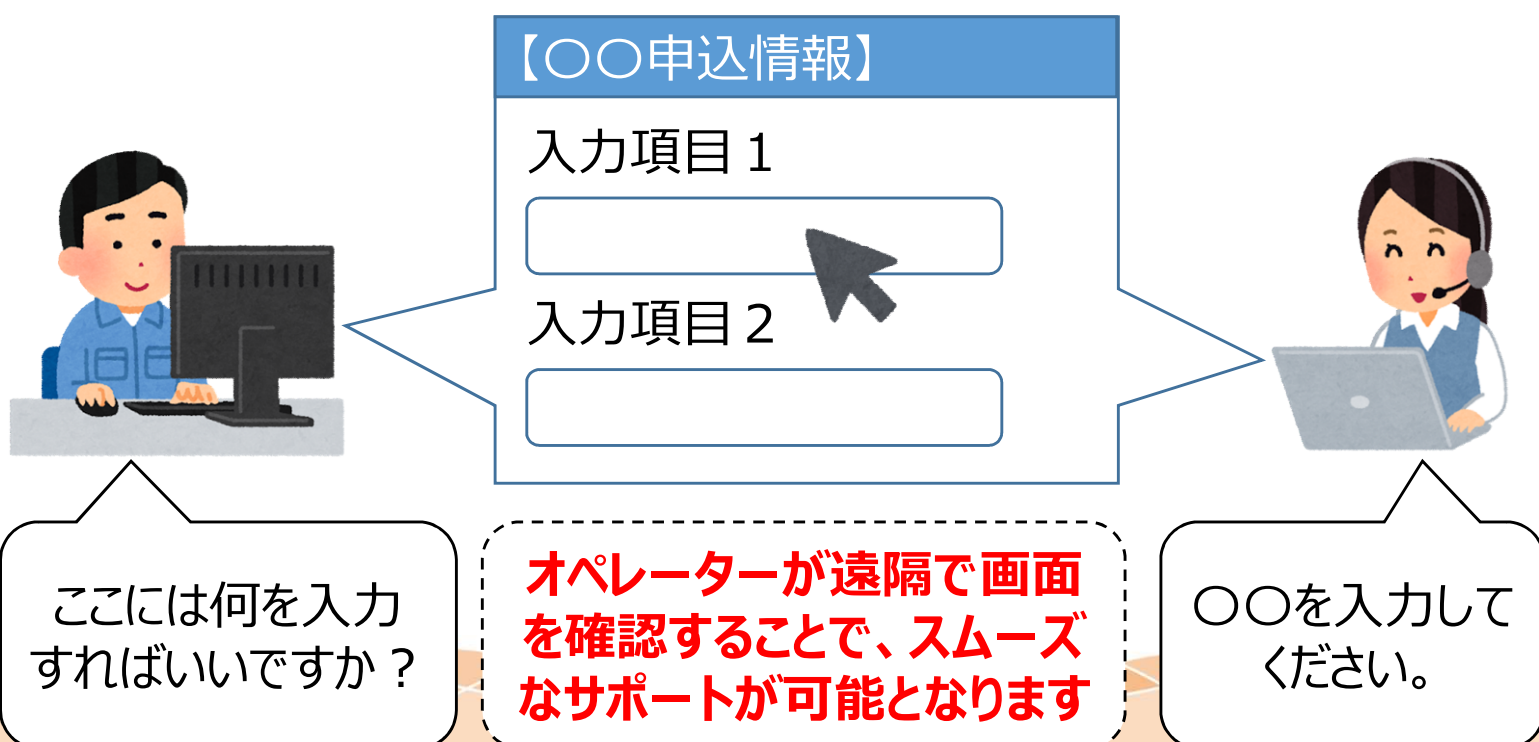 【〇〇申込情報】
入力項目１
入力項目２
ここには何を入力
すればいいですか？
オペレーターが遠隔で画面
を確認することで、スムーズ
なサポートが可能となります
〇〇を入力して
ください。